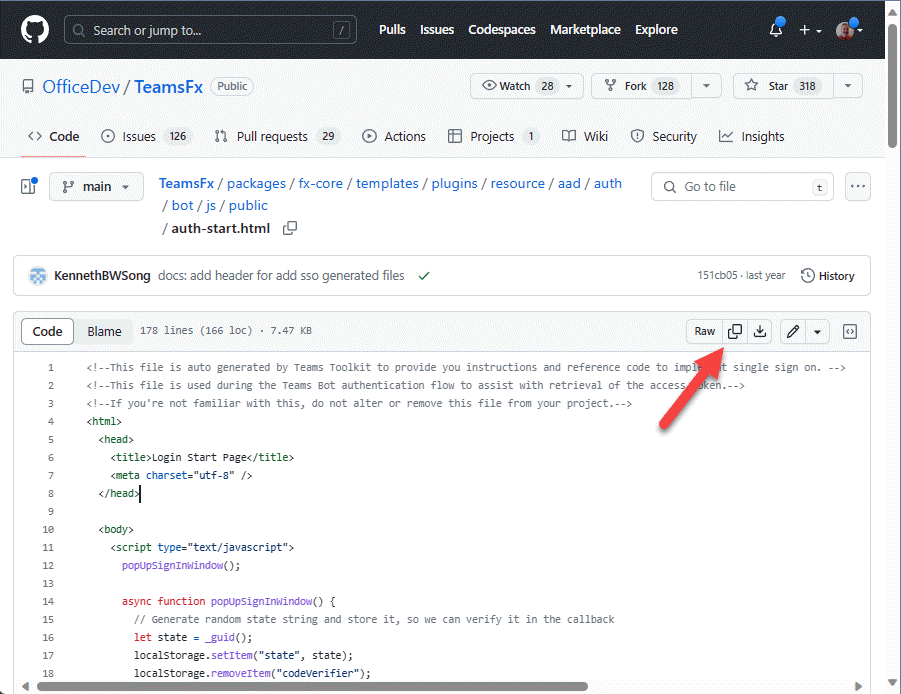 Search or jump to... / Pulls Issues Codespaces Marketplace Explore
OfficeDev / TeamsFx Public Watch 28 Fork 128 Star 318
Code Issues 126 Pull requests 29 Actions Projects 1 Wiki Security Insights
main TeamsFx / packages / fx-core / templates / plugins / resource / aad / auth Go to file t
/ bot / js / public
/ auth-start.html
KennethBWSong docs: add header for add sso generated files 151cb05 · last year History
Code Blame 178 lines (166 loc) · 7.47 KB Raw
1 <!--This file is auto generated by Teams Toolkit to provide you instructions and reference code to implement single sign on. -->
2 <!--This file is used during the Teams Bot authentication flow to assist with retrieval of the access token.-->
3 <!--If you're not familiar with this, do not alter or remove this file from your project.-->
4 <html>
5 <head>
6 <title>Login Start Page</title>
7 <meta charset="utf-8" />
8 </head>
9
10 <body>
11 <script type="text/javascript">
12 popUpSignInWindow();
13
14 async function popUpSignInWindow() {
15 // Generate random state string and store it, so we can verify it in the callback
16 let state = _guid();
17 localStorage.setItem("state", state);
18 localStorage.removeItem("codeVerifier");